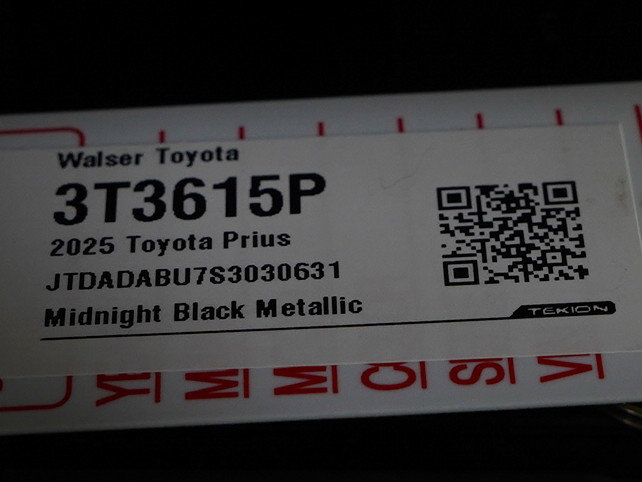 Walser Toyota
3T3615P
2025 Toyota Prius
JTDADABU7S3030631
Midnight Black Metallic
TEKION